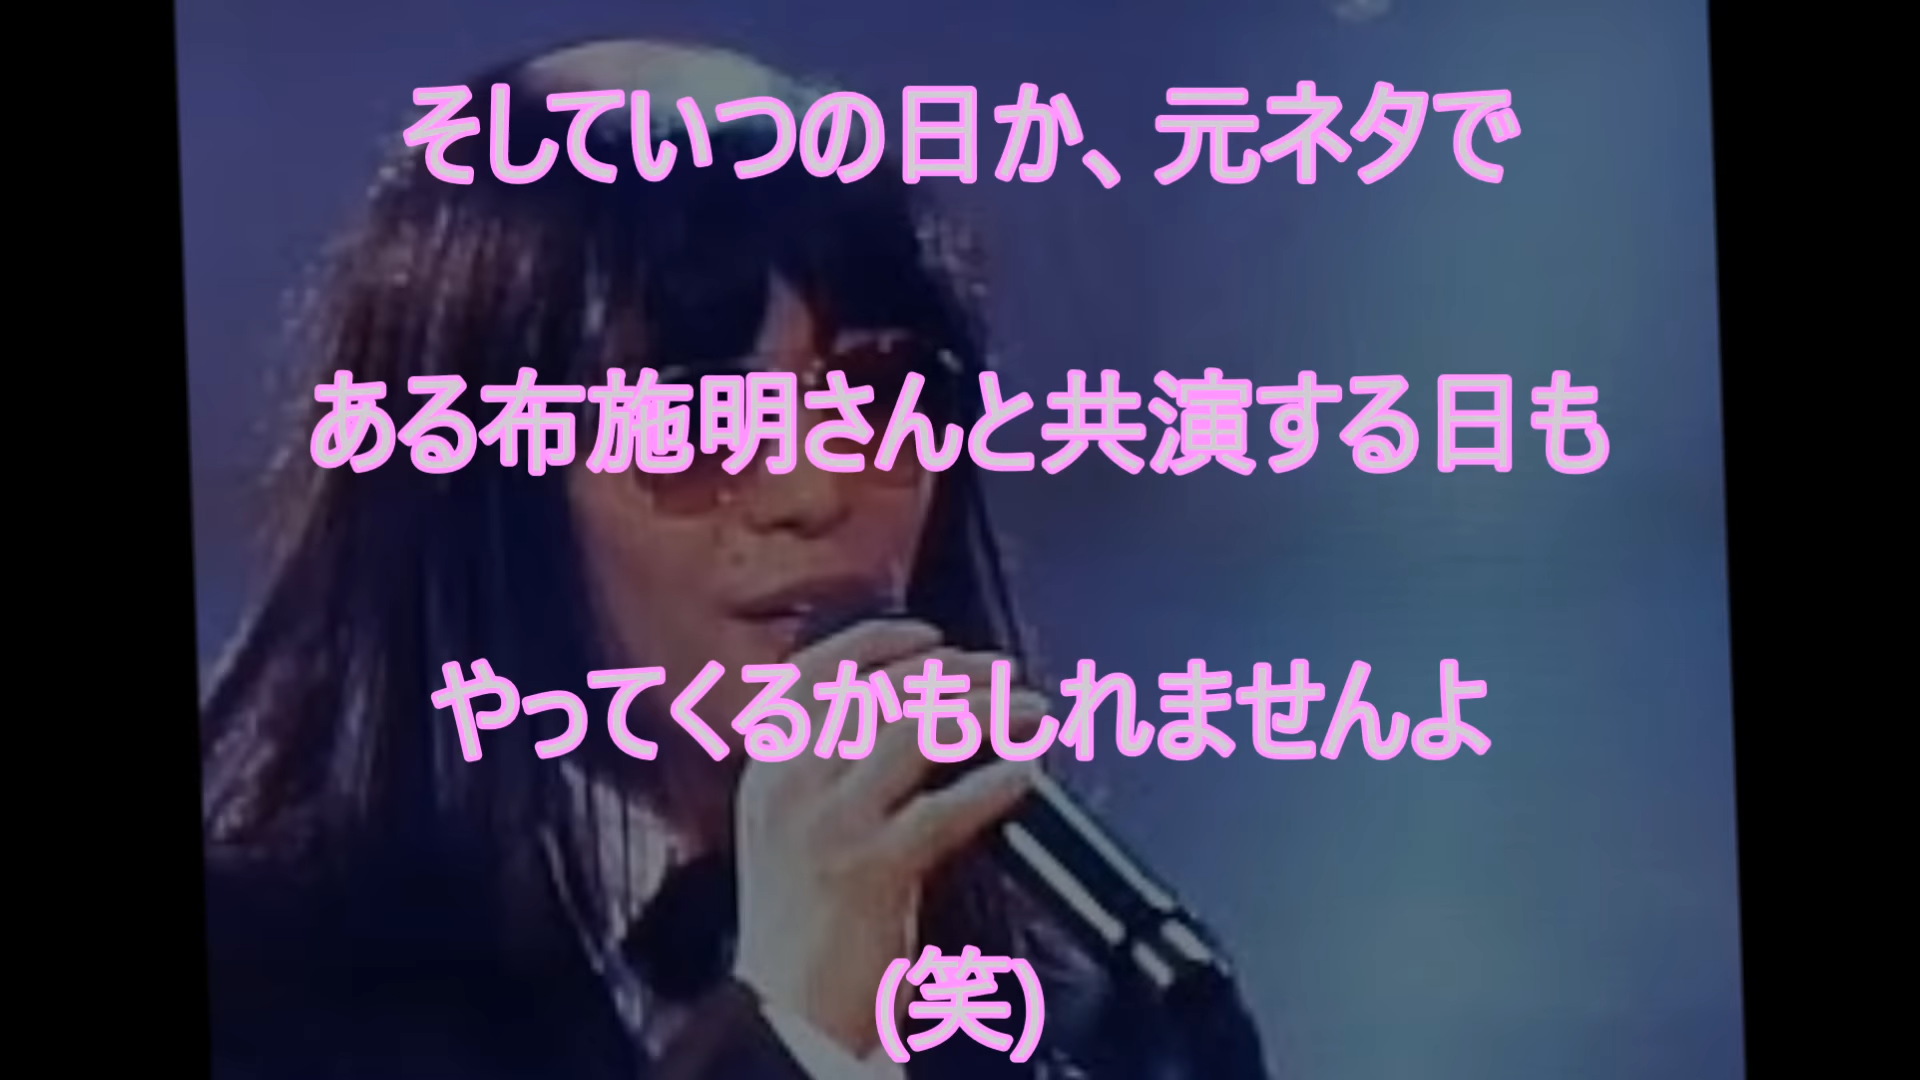 そしていつの日か、元ネタで
ある布施明さんと共演する日も
やってくるかもしれませんよ
(笑)